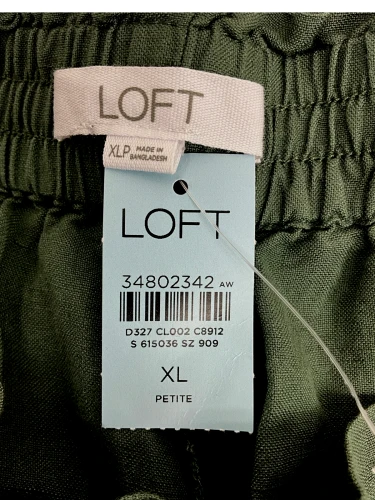 LOFT
XLP MADE IN
BANGLADESH
LOFT
34802342 AW
D327 CL002 C8912
S 615036 SZ 909
XL
PETITE